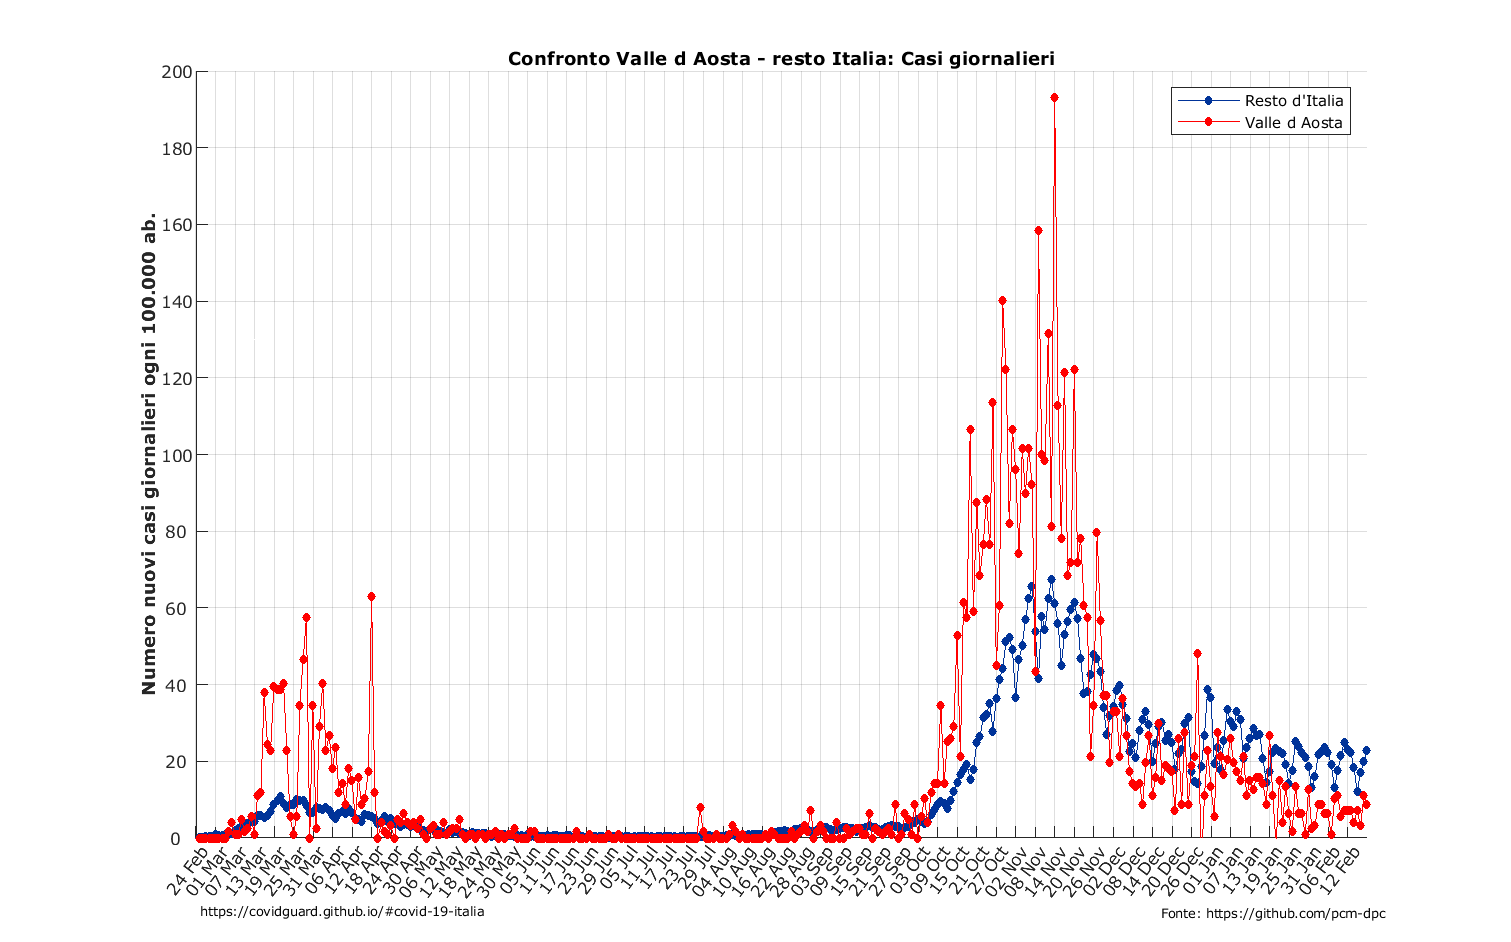 Confronto Valle d Aosta - resto Italia: Casi giornalieri
Resto d'Italia
Valle d Aosta
Numero nuovi casi giornalieri ogni 100.000 ab.
200
180
160
140
120
100
80
60
40
20
0
24 Feb
01 Mar
07 Mar
13 Mar
19 Mar
25 Mar
31 Mar
06 Apr
12 Apr
18 Apr
24 Apr
30 Apr
06 May
12 May
18 May
24 May
30 May
05 Jun
11 Jun
17 Jun
23 Jun
29 Jun
05 Jul
11 Jul
17 Jul
23 Jul
29 Jul
04 Aug
10 Aug
16 Aug
22 Aug
28 Aug
03 Sep
09 Sep
15 Sep
21 Sep
27 Sep
03 Oct
09 Oct
15 Oct
21 Oct
27 Oct
02 Nov
08 Nov
14 Nov
20 Nov
26 Nov
02 Dec
08 Dec
14 Dec
20 Dec
26 Dec
01 Jan
07 Jan
13 Jan
19 Jan
25 Jan
31 Jan
06 Feb
12 Feb
https://covidguard.github.io/#covid-19-italia
Fonte: https://github.com/pcm-dpc